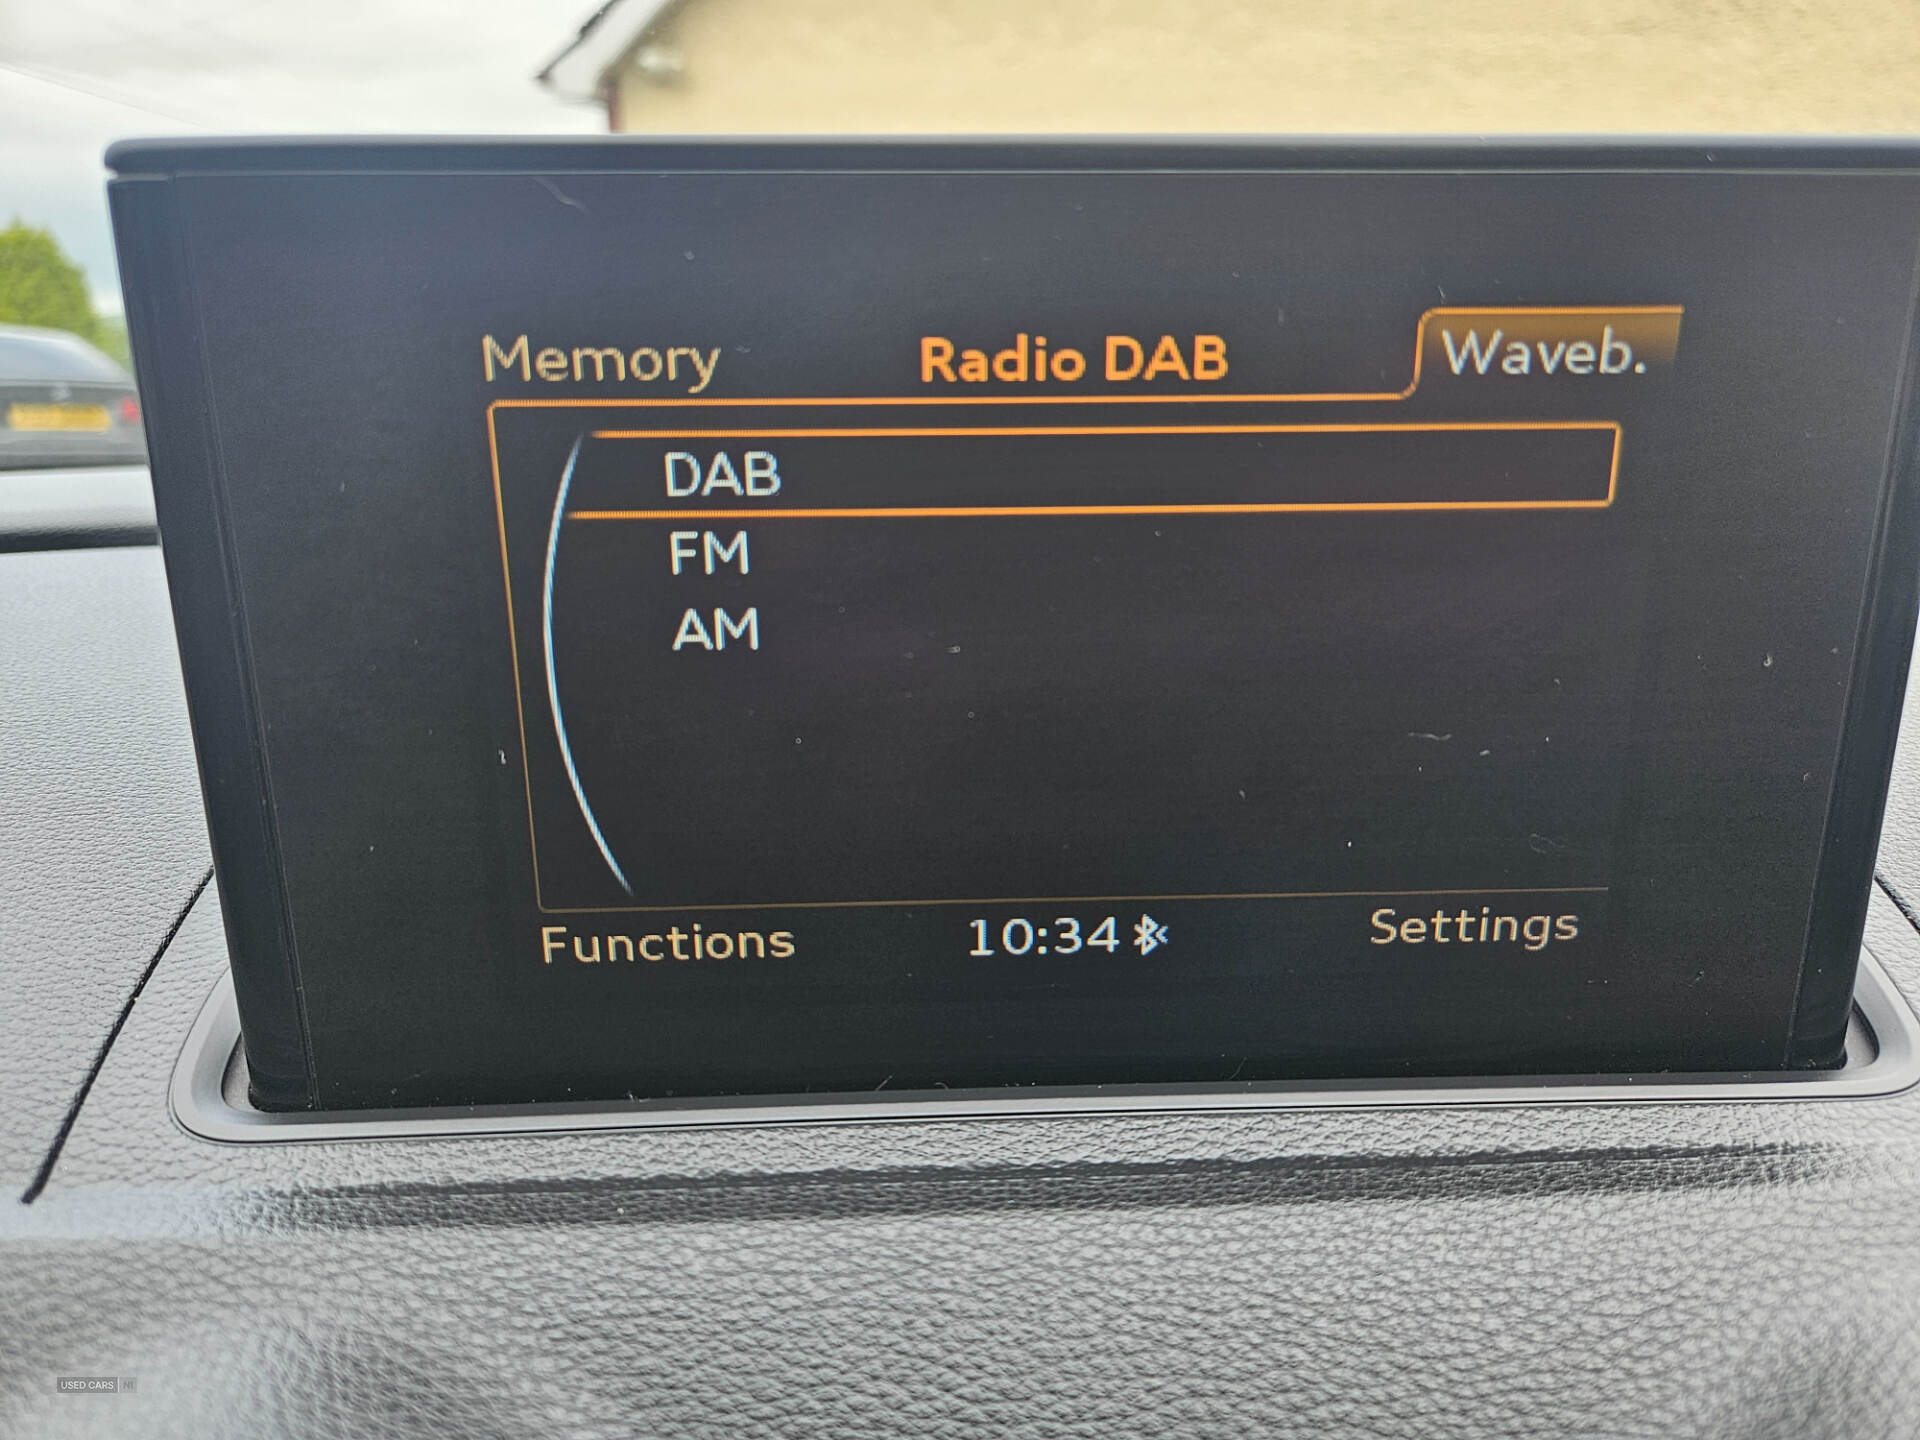 Memory Radio DAB Waveb.
DAB
FM
AM
Functions 10:34 Settings
USED CARS NI